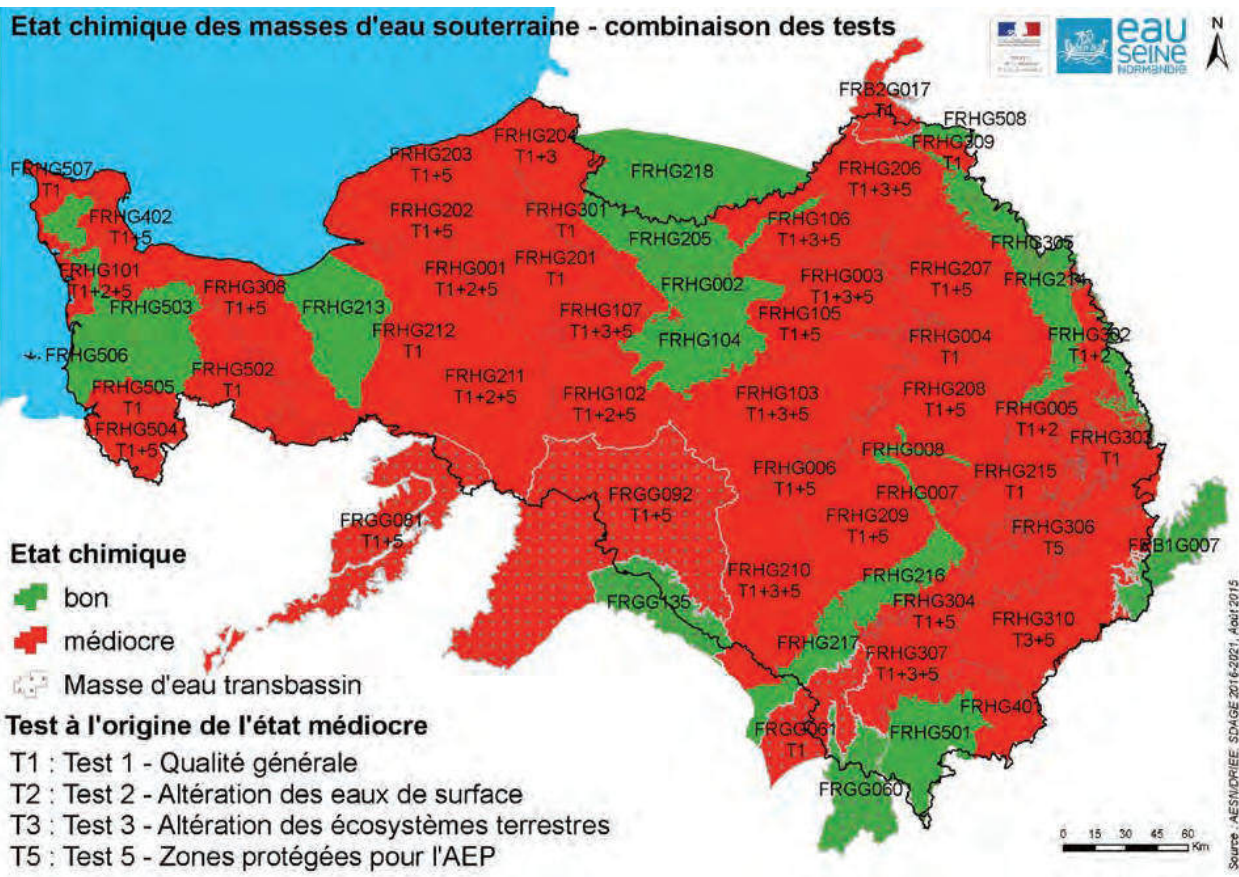 Etat chimique des masses d'eau souterraine - combinaison des tests
eau
SEINE
NORMANDIE
N
FRB2G017
T1
FRHG508
FRHG309
T1
FRHG204
T1+3
FRHG203
T1+5
FRHG218
FRHG206
T1+3+5
FRHG507
T1
FRHG402
T1+5
FRHG202
T1+5
FRHG301
T1
FRHG106
T1+3+5
FRHG205
FRHG305
FRHG101
T1+2+5
FRHG503
FRHG308
T1+5
FRHG213
FRHG001
T1+2+5
FRHG201
T1
FRHG002
FRHG003
T1+3+5
FRHG207
T1+5
FRHG214
FRHG107
T1+3+5
FRHG105
T1+5
FRHG212
T1
FRHG104
FRHG004
T1
FRHG302
T1+2
FRHG506
FRHG505
T1
FRHG502
T1
FRHG211
T1+2+5
FRHG102
T1+2+5
FRHG103
T1+3+5
FRHG208
T1+5
FRHG005
T1+2
FRHG504
T1+5
FRHG303
T1
FRHG008
FRHG006
T1+5
FRHG215
T1
FRGG092
T1+5
FRHG007
FRGG081
T1+5
FRHG209
T1+5
FRHG306
T5
FRB1G007
FRHG210
T1+3+5
FRHG216
FRGG135
FRHG304
T1+5
FRHG310
T3+5
FRHG217
FRHG307
T1+3+5
FRHG401
FRGG061
T1
FRHG501
FRGG060
Etat chimique
bon
médiocre
Masse d'eau transbassin
Test à l'origine de l'état médiocre
T1 : Test 1 - Qualité générale
T2 : Test 2 - Altération des eaux de surface
T3 : Test 3 - Altération des écosystèmes terrestres
T5 : Test 5 - Zones protégées pour l'AEP
0 15 30 45 60
Km
Source : AESN/DRIEE, SDAGE 2016-2021, Août 2015